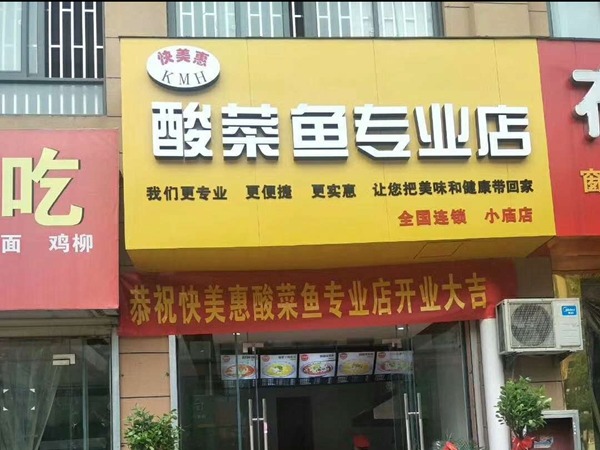 快美惠
KMH
酸菜鱼专业店
我们更专业 更便捷 更实惠 让您把美味和健康带回家
全国连锁 小庙店
恭祝快美惠酸菜鱼专业店开业大吉
吃
面 鸡柳
窗
Midea